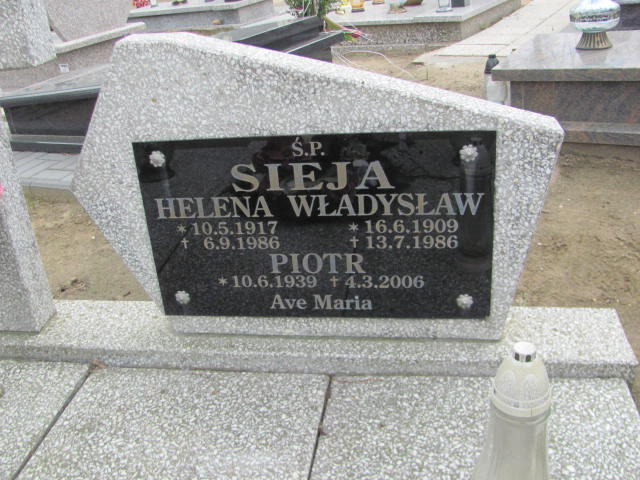 Ś.P.
SIEJA
HELENA WŁADYSŁAW
* 10.5.1917 * 16.6.1909
† 6.9.1986 † 13.7.1986
PIOTR
* 10.6.1939 † 4.3.2006
Ave Maria